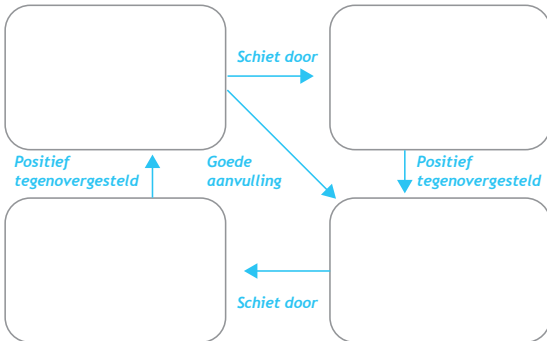 Schiet door
Positief
tegenovergesteld
Goede
aanvulling
Positief
tegenovergesteld
Schiet door